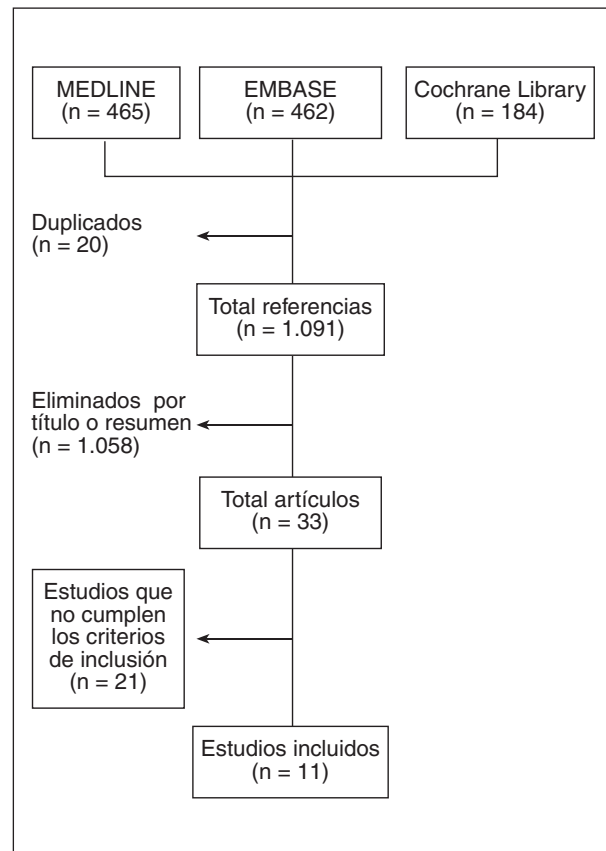 MEDLINE
(n = 465)
EMBASE
(n = 462)
Cochrane Library
(n = 184)
Duplicados
(n = 20)
Total referencias
(n = 1.091)
Eliminados por
título o resumen
(n = 1.058)
Total artículos
(n = 33)
Estudios que
no cumplen
los criterios
de inclusión
(n = 21)
Estudios incluidos
(n = 11)